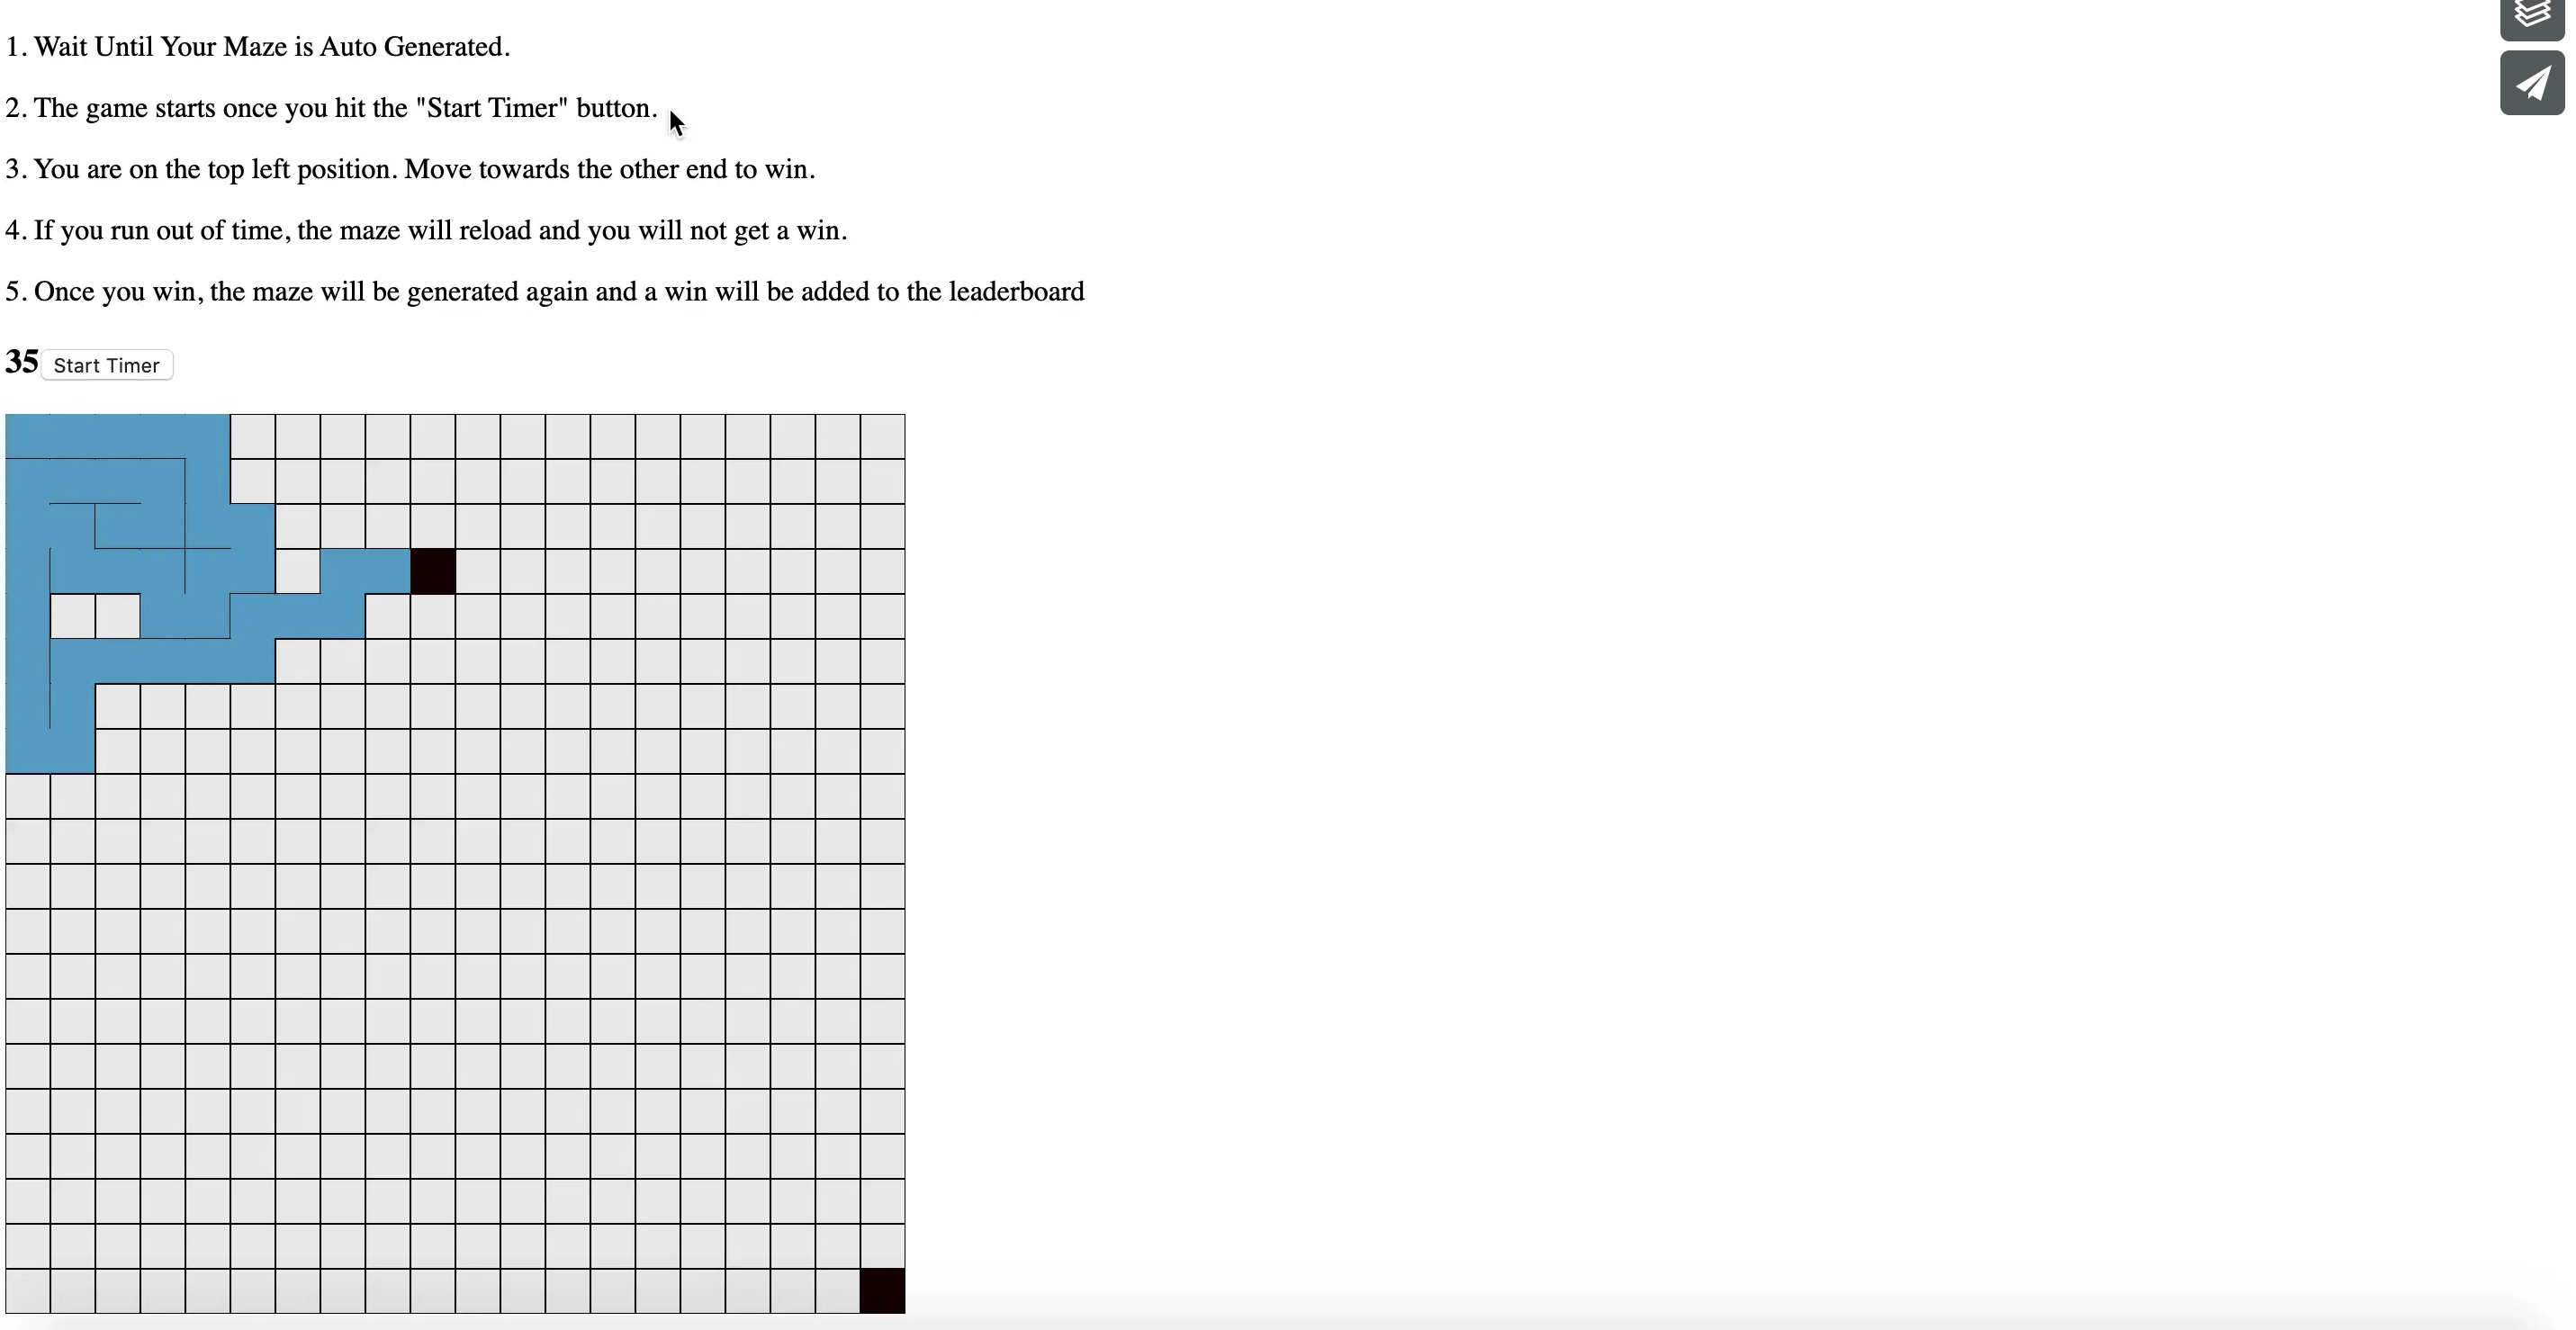 1. Wait Until Your Maze is Auto Generated.
2. The game starts once you hit the "Start Timer" button.
3. You are on the top left position. Move towards the other end to win.
4. If you run out of time, the maze will reload and you will not get a win.
5. Once you win, the maze will be generated again and a win will be added to the leaderboard
35 Start Timer